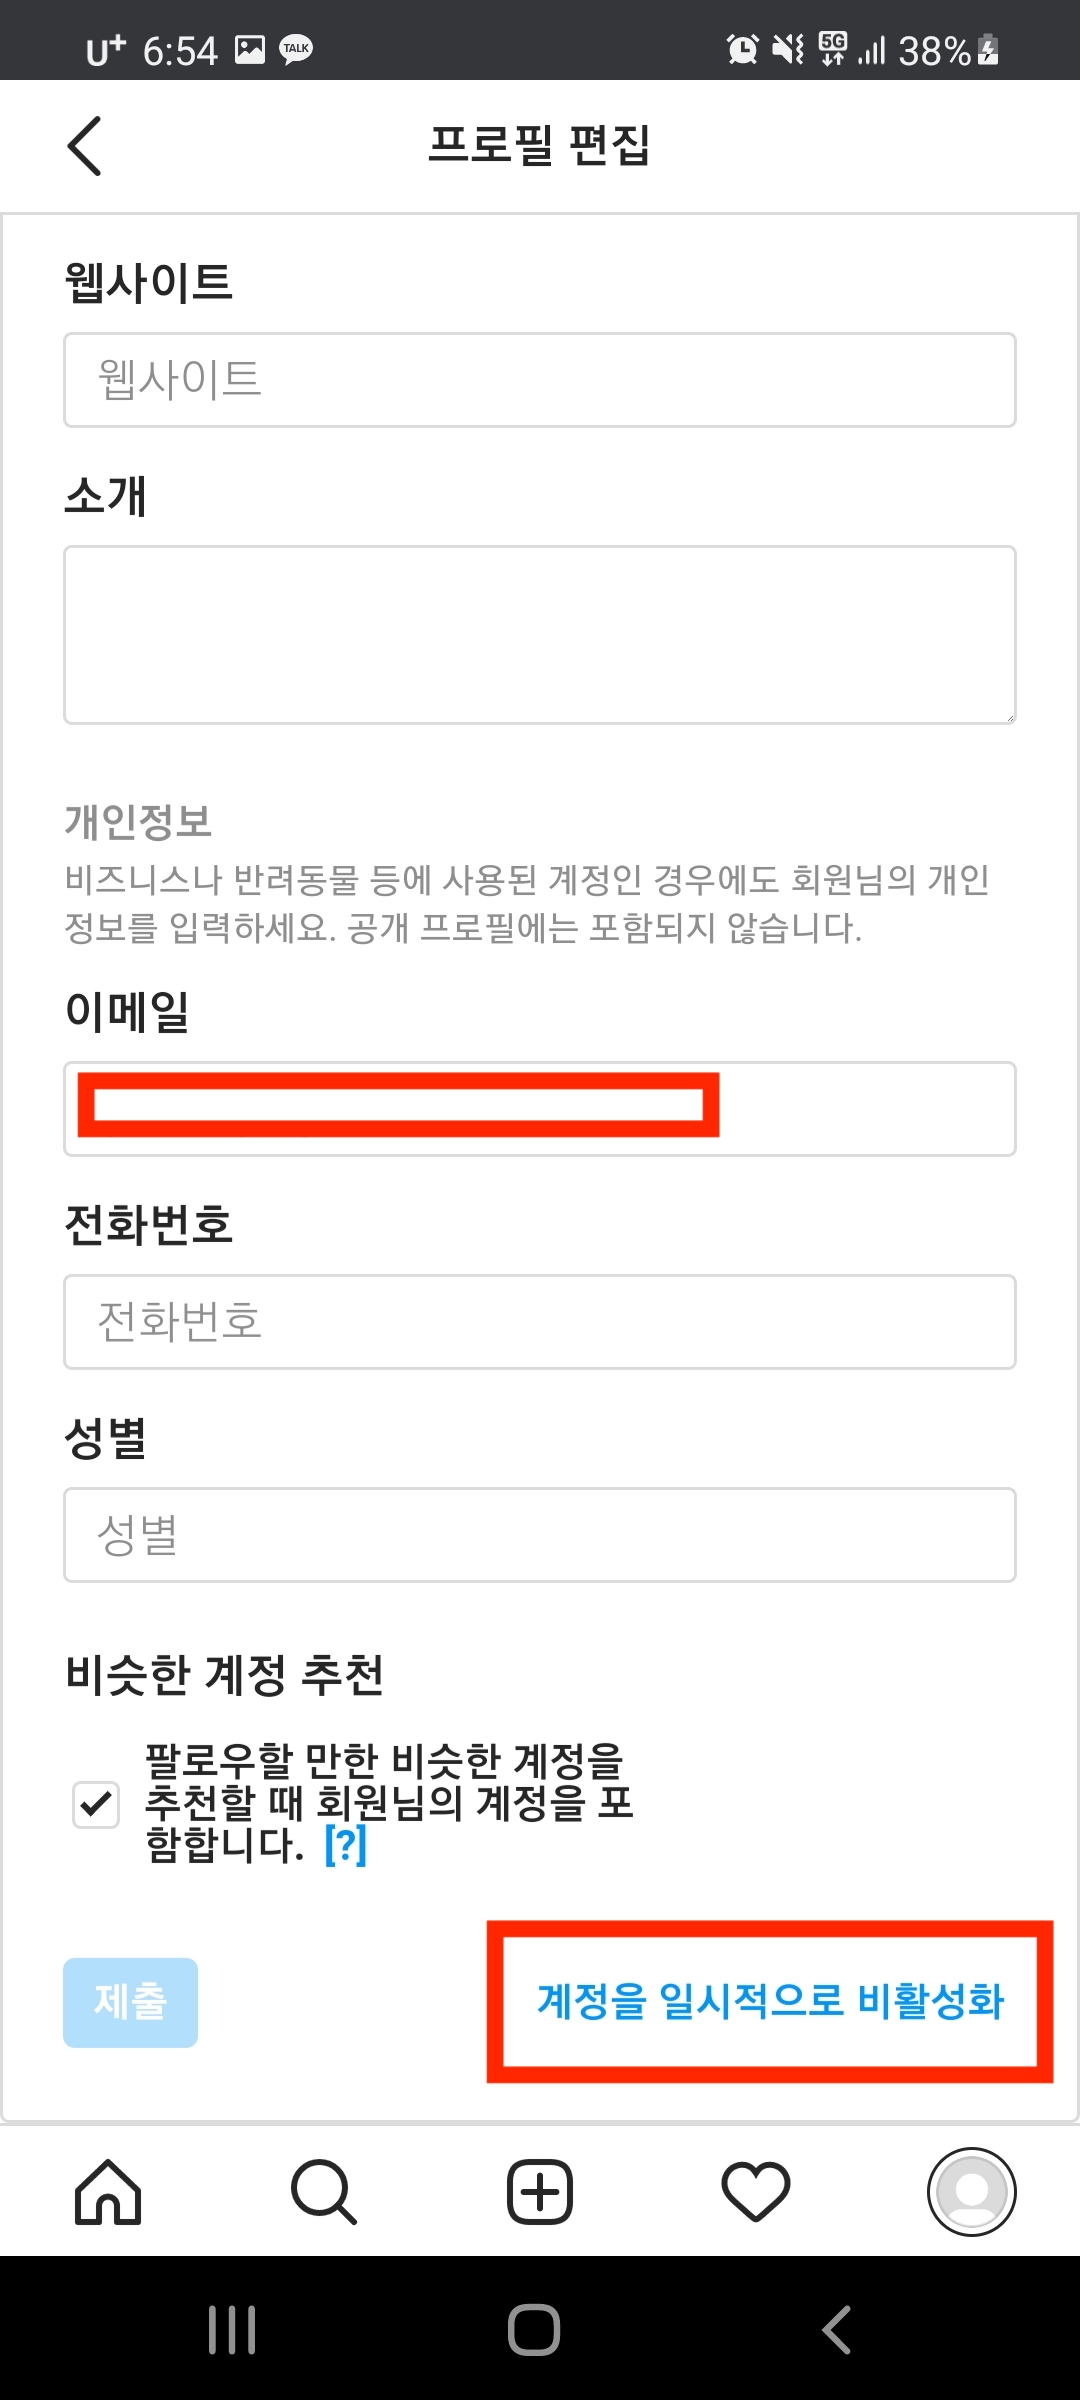 U+ 6:54 TALK 5G 38%
프로필 편집
웹사이트
웹사이트
소개
개인정보
비즈니스나 반려동물 등에 사용된 계정인 경우에도 회원님의 개인
정보를 입력하세요. 공개 프로필에는 포함되지 않습니다.
이메일
전화번호
전화번호
성별
성별
비슷한 계정 추천
팔로우할 만한 비슷한 계정을
추천할 때 회원님의 계정을 포
함합니다. [?]
제출
계정을 일시적으로 비활성화